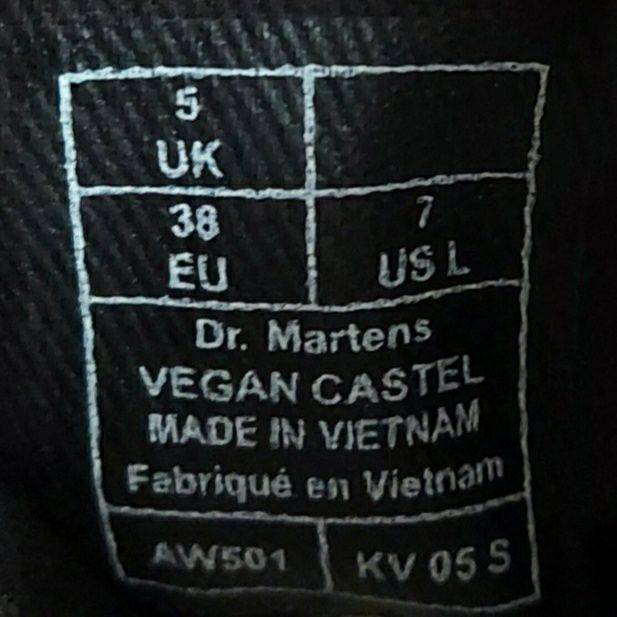 5
UK
38
EU
7
US L
Dr. Martens
VEGAN CASTEL
MADE IN VIETNAM
Fabriqué en Vietnam
AW501
KV 05 S